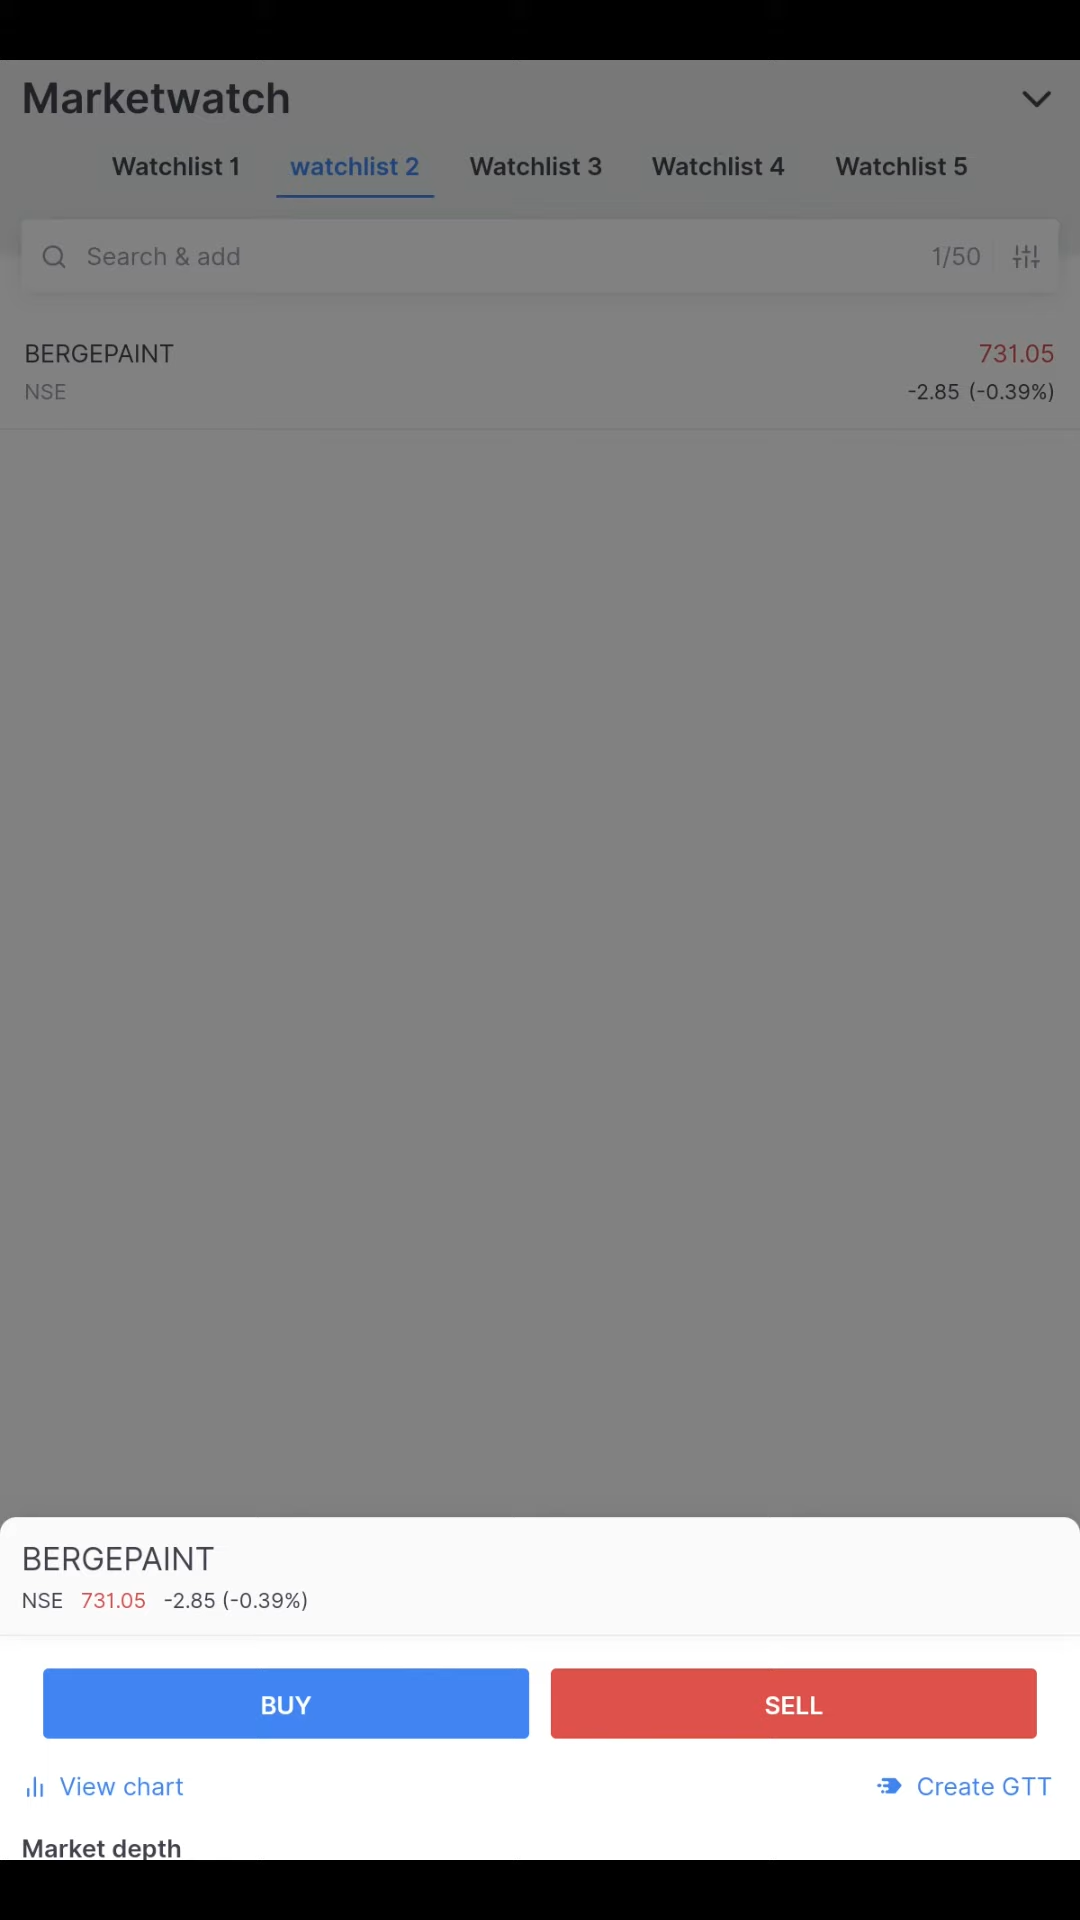 Marketwatch
Watchlist 1 watchlist 2 Watchlist 3 Watchlist 4 Watchlist 5
Search & add 1/50
BERGEPAINT 731.05
NSE -2.85 (-0.39%)
BERGEPAINT
NSE 731.05 -2.85 (-0.39%)
BUY SELL
View chart Create GTT
Market depth